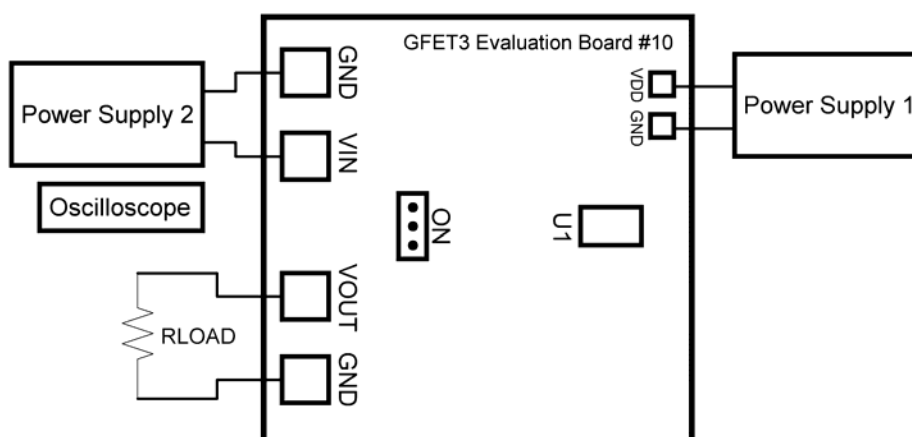 GFET3 Evaluation Board #10
Power Supply 2
GND
VIN
VDD
GND
Power Supply 1
Oscilloscope
ON
U1
VOUT
RLOAD
GND